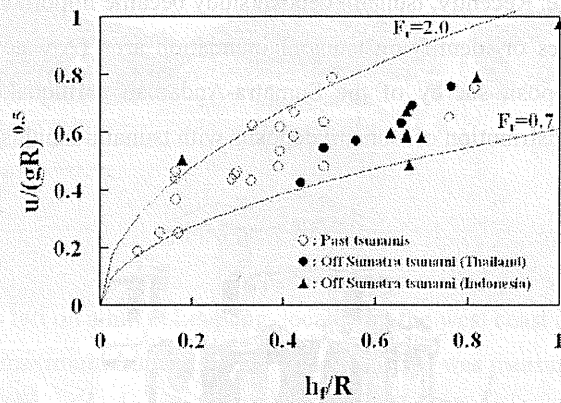 u/(gR)^0.5
1
0.8
0.6
0.4
0.2
0
Fr=2.0
Fr=0.7
○ : Past tsunamis
● : Off Sumatra tsunami (Thailand)
▲ : Off Sumatra tsunami (Indonesia)
0.2 0.4 0.6 0.8 1
hf/R